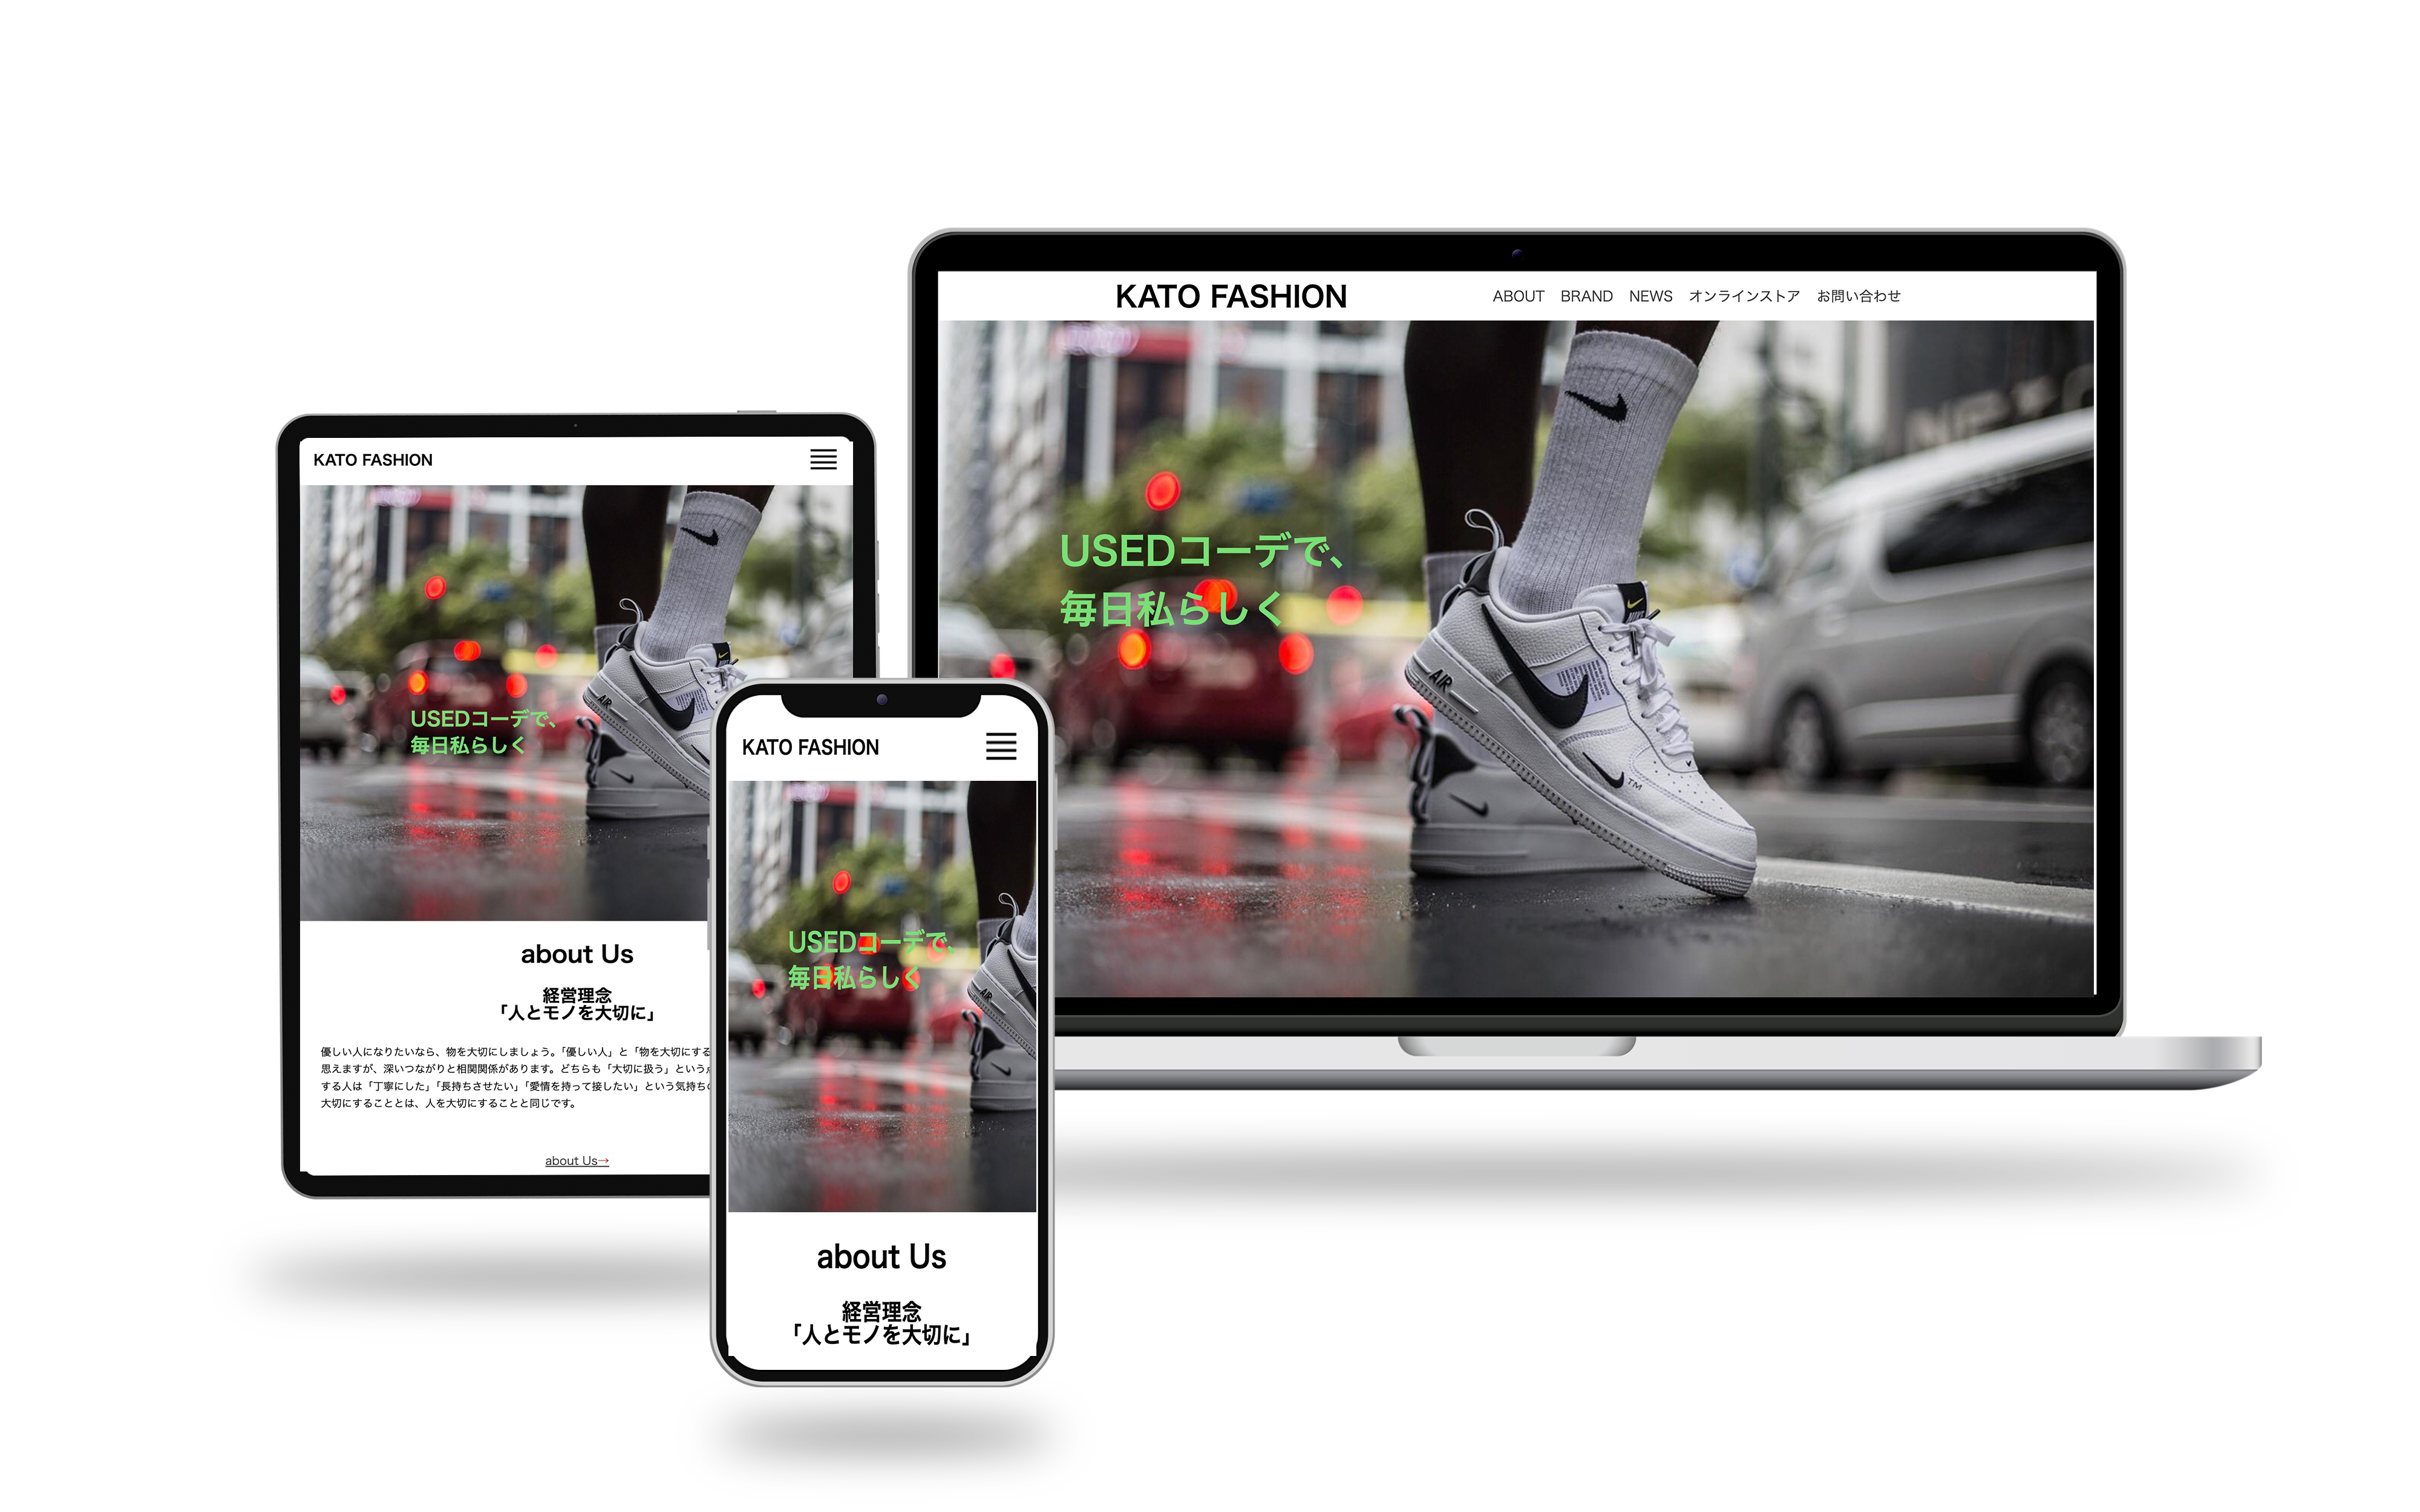 KATO FASHION
ABOUT BRAND NEWS オンラインストア お問い合わせ
USEDコーデで、
毎日私らしく
AIR
TM
KATO FASHION
USEDコーデで、
毎日私らしく
AIR
about Us
経営理念
「人とモノを大切に」
優しい人になりたいなら、物を大切にしましょう。「優しい人」と「物を大切にする
思えますが、深いつながりと相関関係があります。どちらも「大切に扱う」という
する人は「丁寧にした」「長持ちさせたい」「愛情を持って接したい」という気持ち
大切にすることとは、人を大切にすることと同じです。
about Us→
KATO FASHION
USEDコーデで、
毎日私らしく
AIR
about Us
経営理念
「人とモノを大切に」